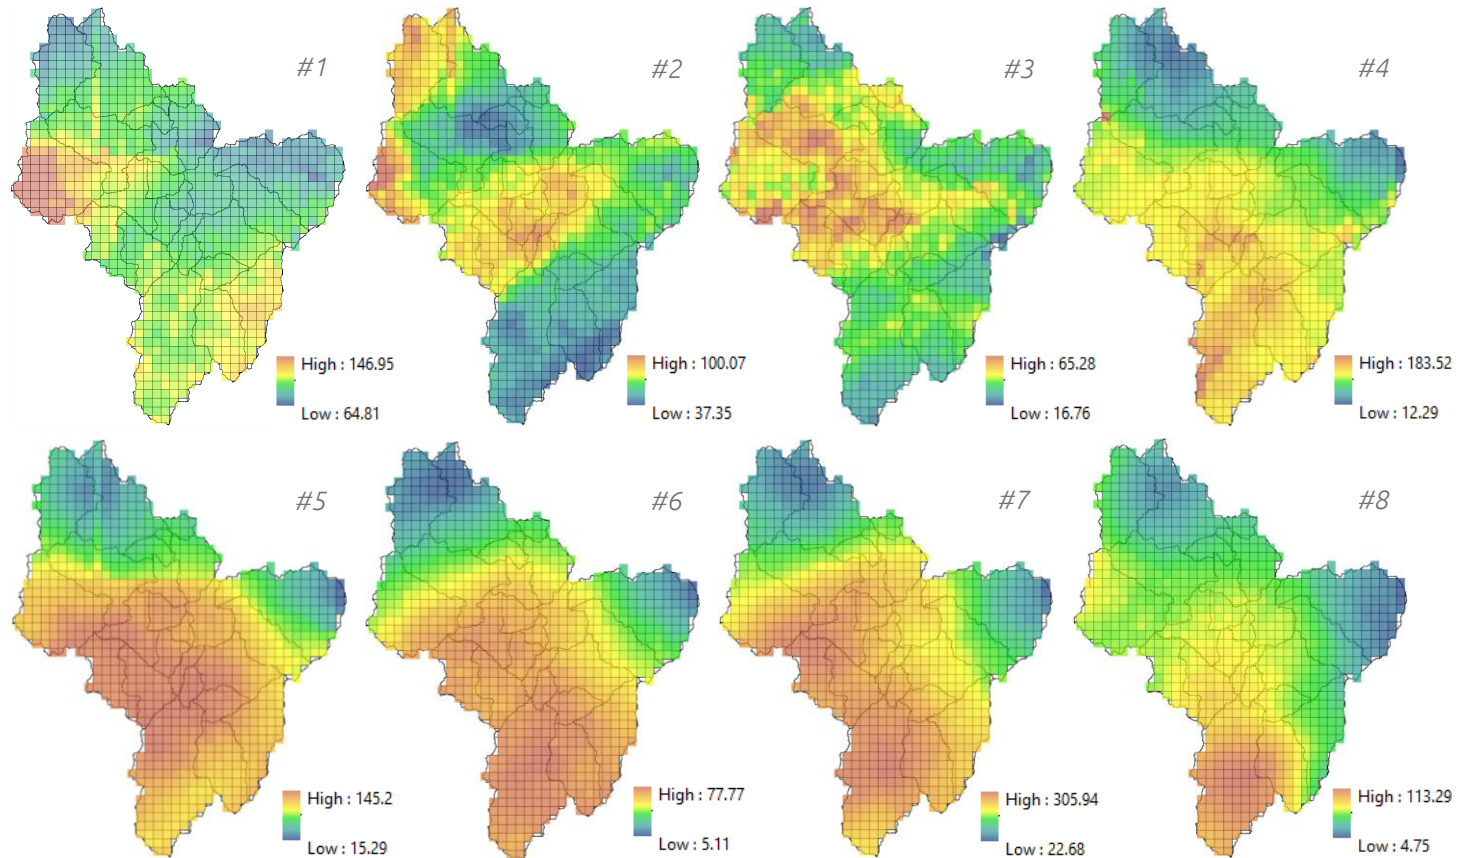 #1
High : 146.95
Low : 64.81
#2
High : 100.07
Low : 37.35
#3
High : 65.28
Low : 16.76
#4
High : 183.52
Low : 12.29
#5
High : 145.2
Low : 15.29
#6
High : 77.77
Low : 5.11
#7
High : 305.94
Low : 22.68
#8
High : 113.29
Low : 4.75